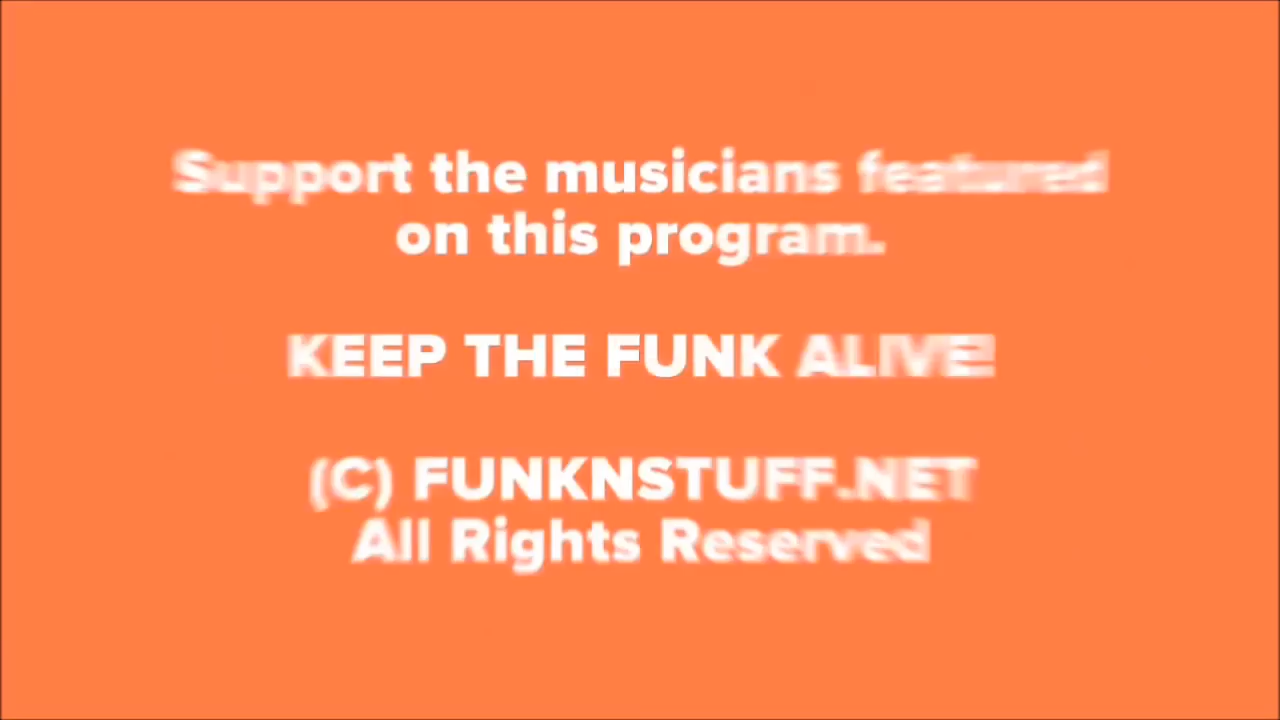 Support the musicians featured
on this program.
KEEP THE FUNK ALIVE!
(C) FUNKNSTUFF.NET
All Rights Reserved